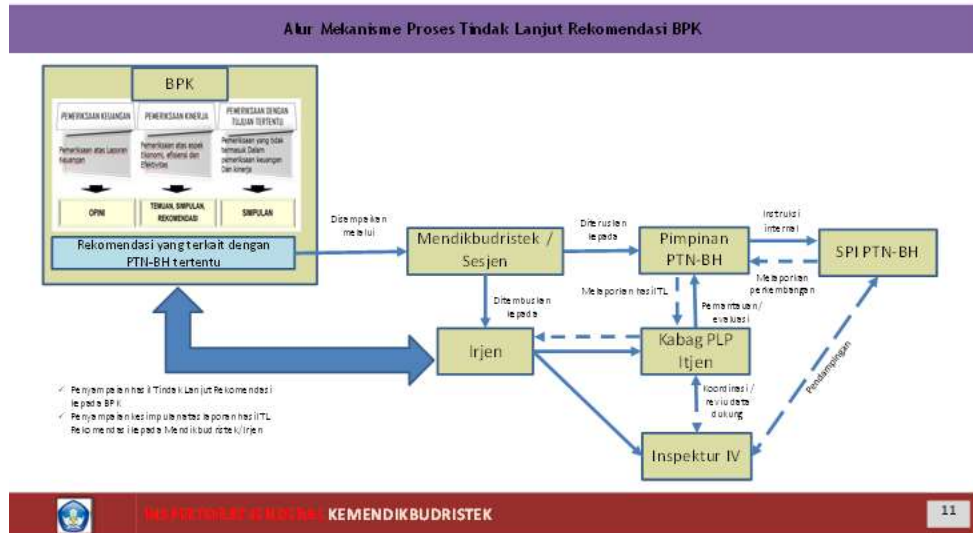 Alur Mekanisme Proses Tindak Lanjut Rekomendasi BPK
BPK
PEMERIKSAAN KEUANGAN
PEMERIKSAAN KINERJA
PEMERIKSAAN DENGAN
TUJUAN TERTENTU
Pemeriksaan atas Laporan
Keuangan
Pemeriksaan atas aspek
Ekonomi, efisiensi dan
Efektivitas
Pemeriksaan yang tidak
termasuk Dalam
pemeriksaan keuangan
Dan kinerja
OPINI
TEMUAN, SIMPULAN,
REKOMENDASI
SIMPULAN
Rekomendasi yang terkait dengan
PTN-BH tertentu
Disampaikan
melalui
Mendikbudristek /
Sesjen
Diteruskan
kepada
Pimpinan
PTN-BH
Instruksi
internal
SPI PTN-BH
Melaporkan
perkembangan
Melaporkan hasil TL
Pemantauan/
evaluasi
Ditembuskan
kepada
Irjen
Kabag PLP
Itjen
Pendampingan
Koordinasi /
reviu data
dukung
Inspektur IV
✓ Penyampaian hasil Tindak Lanjut Rekomendasi
kepada BPK
✓ Penyampaian kesimpulan atas laporan hasil TL
Rekomendasi kepada Mendikbudristek/Irjen
INSPEKTORAT JENDERAL KEMENDIKBUDRISTEK
11